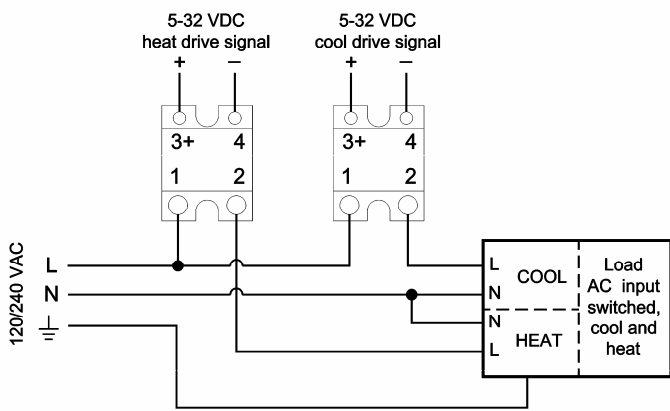 5-32 VDC
heat drive signal
+ –
5-32 VDC
cool drive signal
+ –
3+ 4
1 2
3+ 4
1 2
120/240 VAC
L
N
L
N
COOL
N
L
HEAT
Load
AC input
switched,
cool and
heat